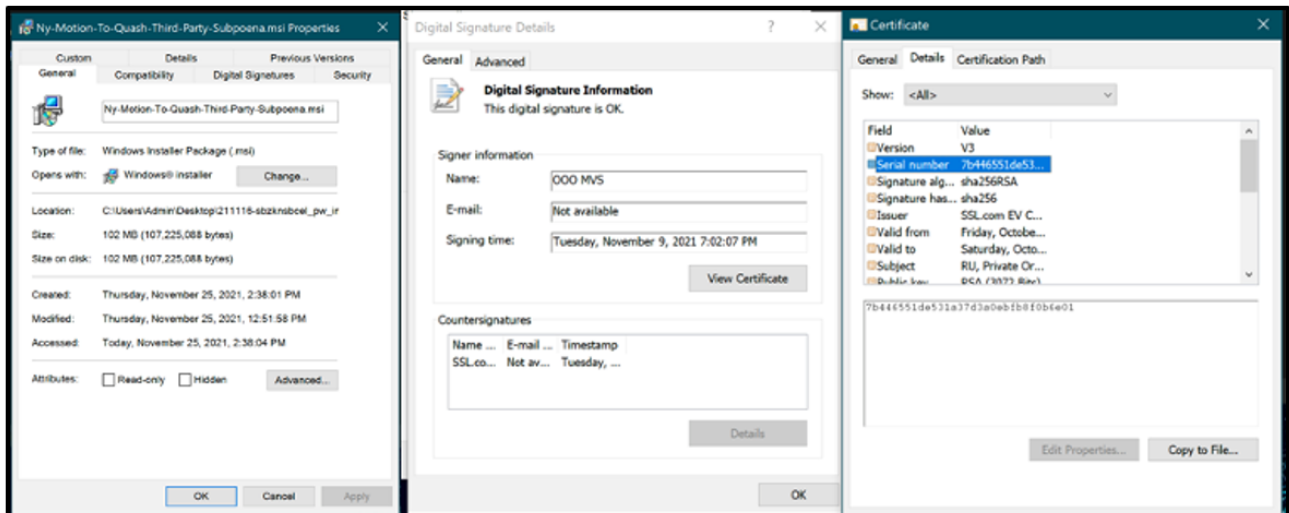 Ny-Motion-To-Quash-Third-Party-Subpoena.msi Properties
Custom Details Previous Versions
General Compatibility Digital Signatures Security
Ny-Motion-To-Quash-Third-Party-Subpoena.msi
Type of file: Windows Installer Package (.msi)
Opens with: Windows® installer Change...
Location: C:\Users\Admin\Desktop\211116-sbzknsbcel_pw_ir
Size: 102 MB (107,225,088 bytes)
Size on disk: 102 MB (107,225,088 bytes)
Created: Thursday, November 25, 2021, 2:38:01 PM
Modified: Thursday, November 25, 2021, 12:51:58 PM
Accessed: Today, November 25, 2021, 2:38:04 PM
Attributes: Read-only Hidden Advanced...
OK Cancel Apply
Digital Signature Details ?
General Advanced
Digital Signature Information
This digital signature is OK.
Signer information
Name: OOO MVS
E-mail: Not available
Signing time: Tuesday, November 9, 2021 7:02:07 PM
View Certificate
Countersignatures
Name ... E-mail ... Timestamp
SSL.co... Not av... Tuesday, ...
Details
OK
Certificate
General Details Certification Path
Show: <All>
Field Value
Version V3
Serial number 7b446551de53...
Signature alg... sha256RSA
Signature has... sha256
Issuer SSL.com EV C...
Valid from Friday, Octobe...
Valid to Saturday, Octo...
Subject RU, Private Or...
Public key RSA (3072 Bits)
7b446551de531a37d3a0ebfb8f0b6e01
Edit Properties... Copy to File...